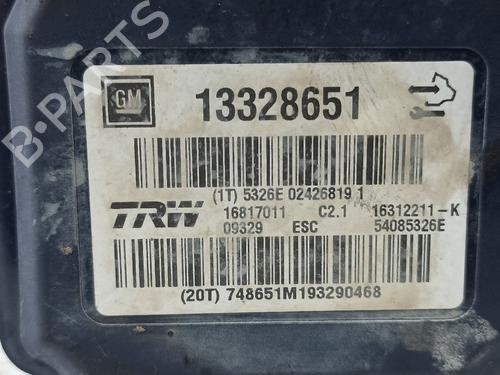 B-PARTS
GM 13328651
(1T) 5326E 02426819 1
TRW 16817011 C2.1 16312211-K
09329 ESC 54085326E
(20T) 748651M193290468